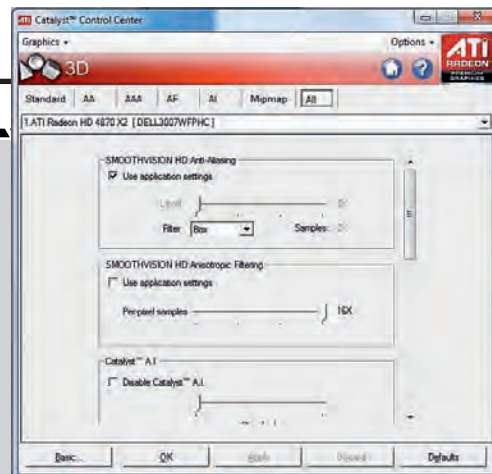 ATI Catalyst™ Control Center
Graphics Options
ATI
RADEON
PREMIUM
GRAPHICS
3D
Standard AA AAA AF AI Mipmap All
1.ATI Radeon HD 4870 X2 [ DELL3007WFPHC ]
SMOOTHVISION HD Anti-Aliasing
Use application settings
Level
Filter Box Samples:
SMOOTHVISION HD Anisotropic Filtering
Use application settings
Per-pixel samples 16X
Catalyst™ A.I.
Disable Catalyst™ A.I.
Basic... OK Apply Discard Defaults